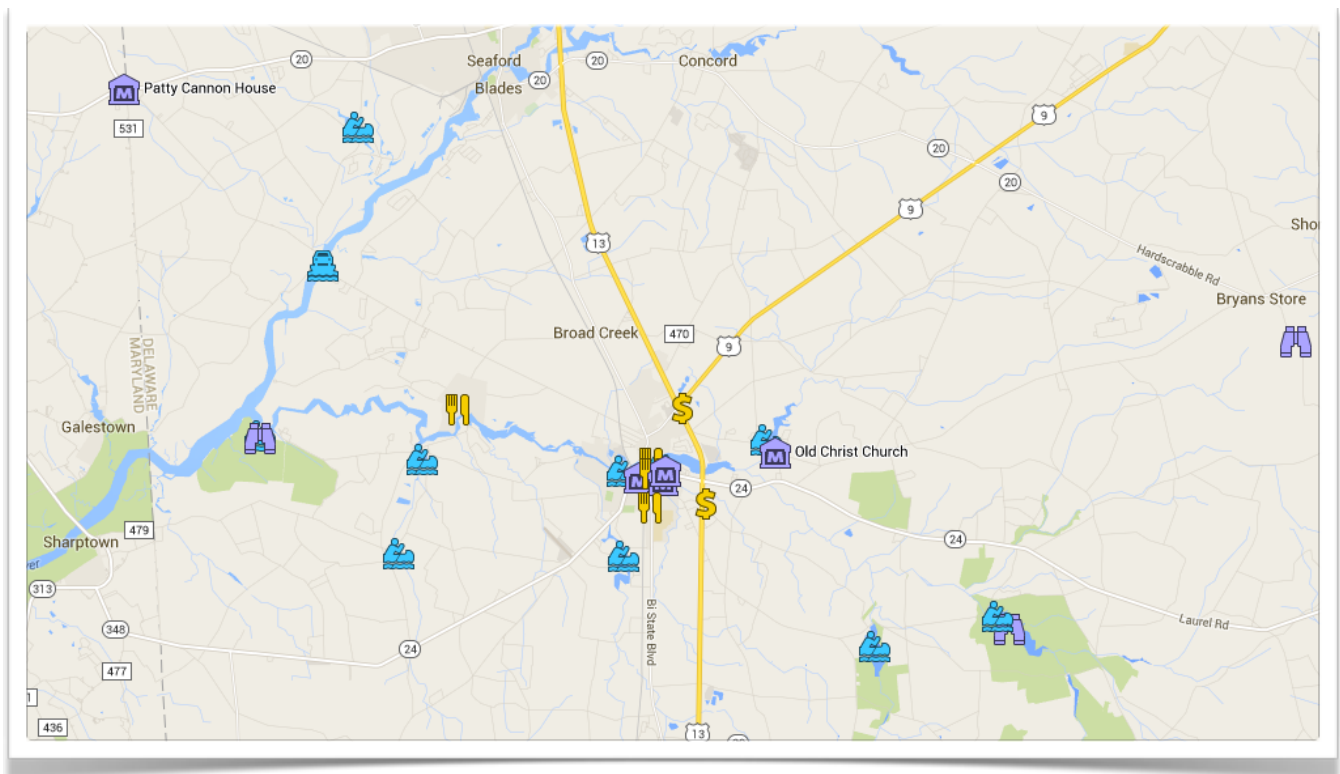 20
Seaford
20
Concord
Blades
20
Patty Cannon House
531
9
20
20
9
Sho
13
Hardscrabble Rd
Bryans Store
Broad Creek
470
9
DELAWARE
MARYLAND
Galestown
Old Christ Church
24
479
Sharptown
24
313
348
Bi State Blvd
Laurel Rd
24
477
436
13